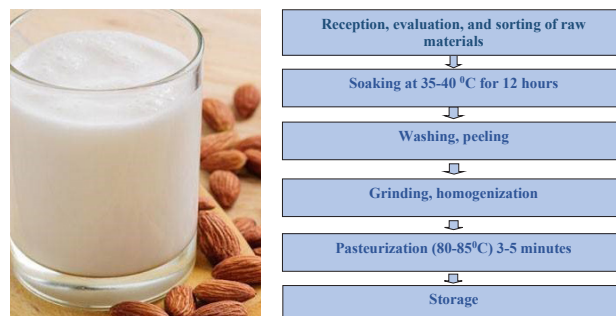 Reception, evaluation, and sorting of raw
materials
Soaking at 35-40 ⁰C for 12 hours
Washing, peeling
Grinding, homogenization
Pasteurization (80-85⁰C) 3-5 minutes
Storage